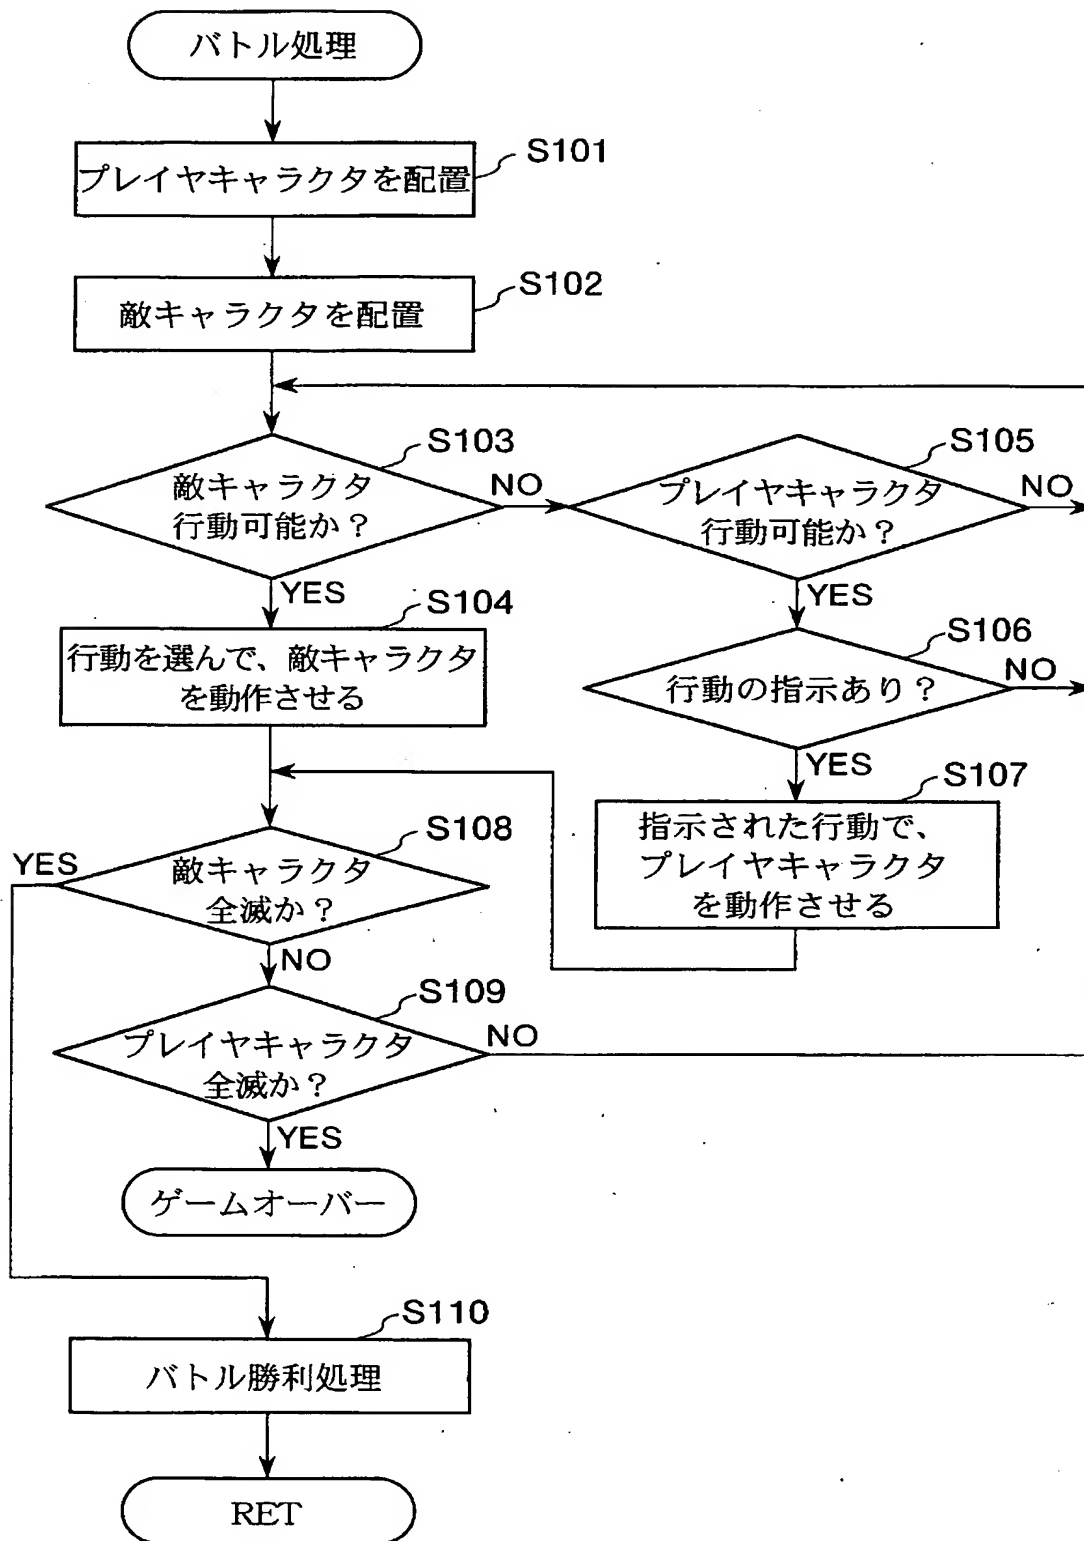 バトル処理
S101
プレイヤキャラクタを配置
S102
敵キャラクタを配置
S103
敵キャラクタ
行動可能か?
NO
YES
S105
プレイヤキャラクタ
行動可能か?
NO
YES
S104
行動を選んで、敵キャラクタ
を動作させる
S106
行動の指示あり?
NO
YES
S107
指示された行動で、
プレイヤキャラクタ
を動作させる
S108
敵キャラクタ
全滅か?
YES
NO
S109
プレイヤキャラクタ
全滅か?
NO
YES
ゲームオーバー
S110
バトル勝利処理
RET